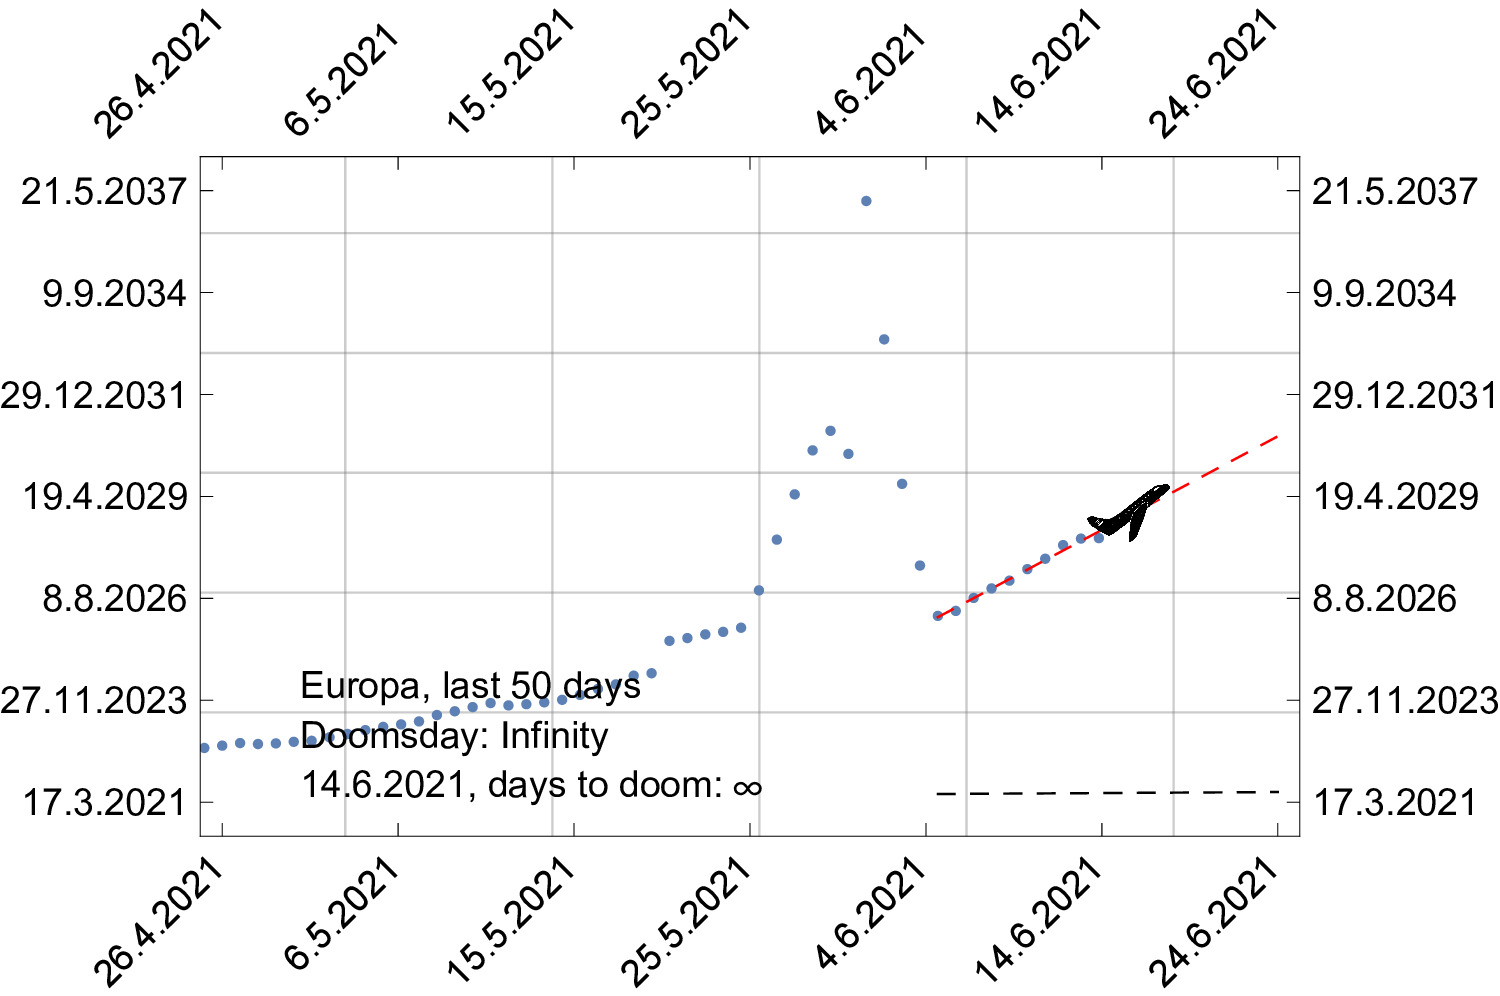 26.4.2021 6.5.2021 15.5.2021 25.5.2021 4.6.2021 14.6.2021 24.6.2021
21.5.2037 21.5.2037
9.9.2034 9.9.2034
29.12.2031 29.12.2031
19.4.2029 19.4.2029
8.8.2026 8.8.2026
Europa, last 50 days
27.11.2023 27.11.2023
Doomsday: Infinity
14.6.2021, days to doom: ∞
17.3.2021 17.3.2021
26.4.2021 6.5.2021 15.5.2021 25.5.2021 4.6.2021 14.6.2021 24.6.2021